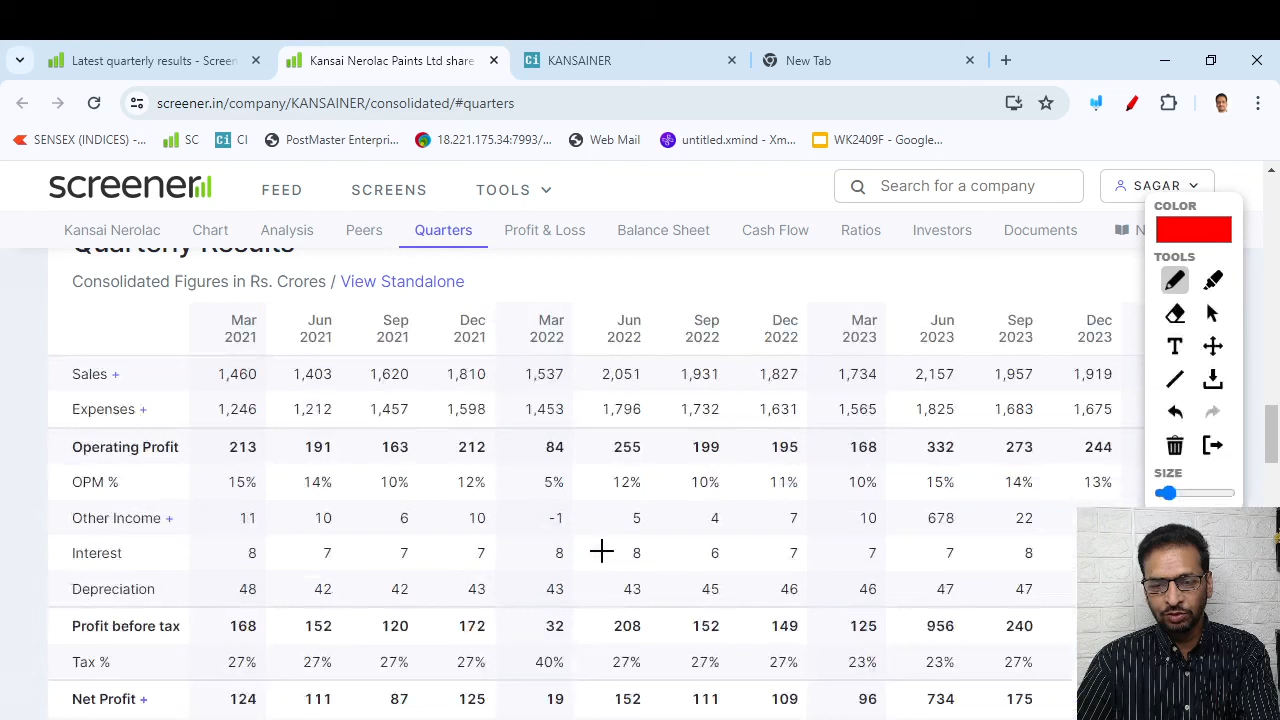 Latest quarterly results - Screen
Kansai Nerolac Paints Ltd share
Ci KANSAINER
New Tab
screener.in/company/KANSAINER/consolidated/#quarters
SENSEX (INDICES) -...
SC
Ci CI
PostMaster Enterpri...
18.221.175.34:7993/...
Web Mail
untitled.xmind - Xm...
WK2409F - Google...
screener
FEED
SCREENS
TOOLS
Search for a company
SAGAR
Kansai Nerolac Chart Analysis Peers Quarters Profit & Loss Balance Sheet Cash Flow Ratios Investors Documents N
Quarterly Results
Consolidated Figures in Rs. Crores / View Standalone
Mar 2021 Jun 2021 Sep 2021 Dec 2021 Mar 2022 Jun 2022 Sep 2022 Dec 2022 Mar 2023 Jun 2023 Sep 2023 Dec 2023
Sales + 1,460 1,403 1,620 1,810 1,537 2,051 1,931 1,827 1,734 2,157 1,957 1,919
Expenses + 1,246 1,212 1,457 1,598 1,453 1,796 1,732 1,631 1,565 1,825 1,683 1,675
Operating Profit 213 191 163 212 84 255 199 195 168 332 273 244
OPM % 15% 14% 10% 12% 5% 12% 10% 11% 10% 15% 14% 13%
Other Income + 11 10 6 10 -1 5 4 7 10 678 22
Interest 8 7 7 7 8 8 6 7 7 7 8
Depreciation 48 42 42 43 43 43 45 46 46 47 47
Profit before tax 168 152 120 172 32 208 152 149 125 956 240
Tax % 27% 27% 27% 27% 40% 27% 27% 27% 23% 23% 27%
Net Profit + 124 111 87 125 19 152 111 109 96 734 175
COLOR
TOOLS
T
SIZE